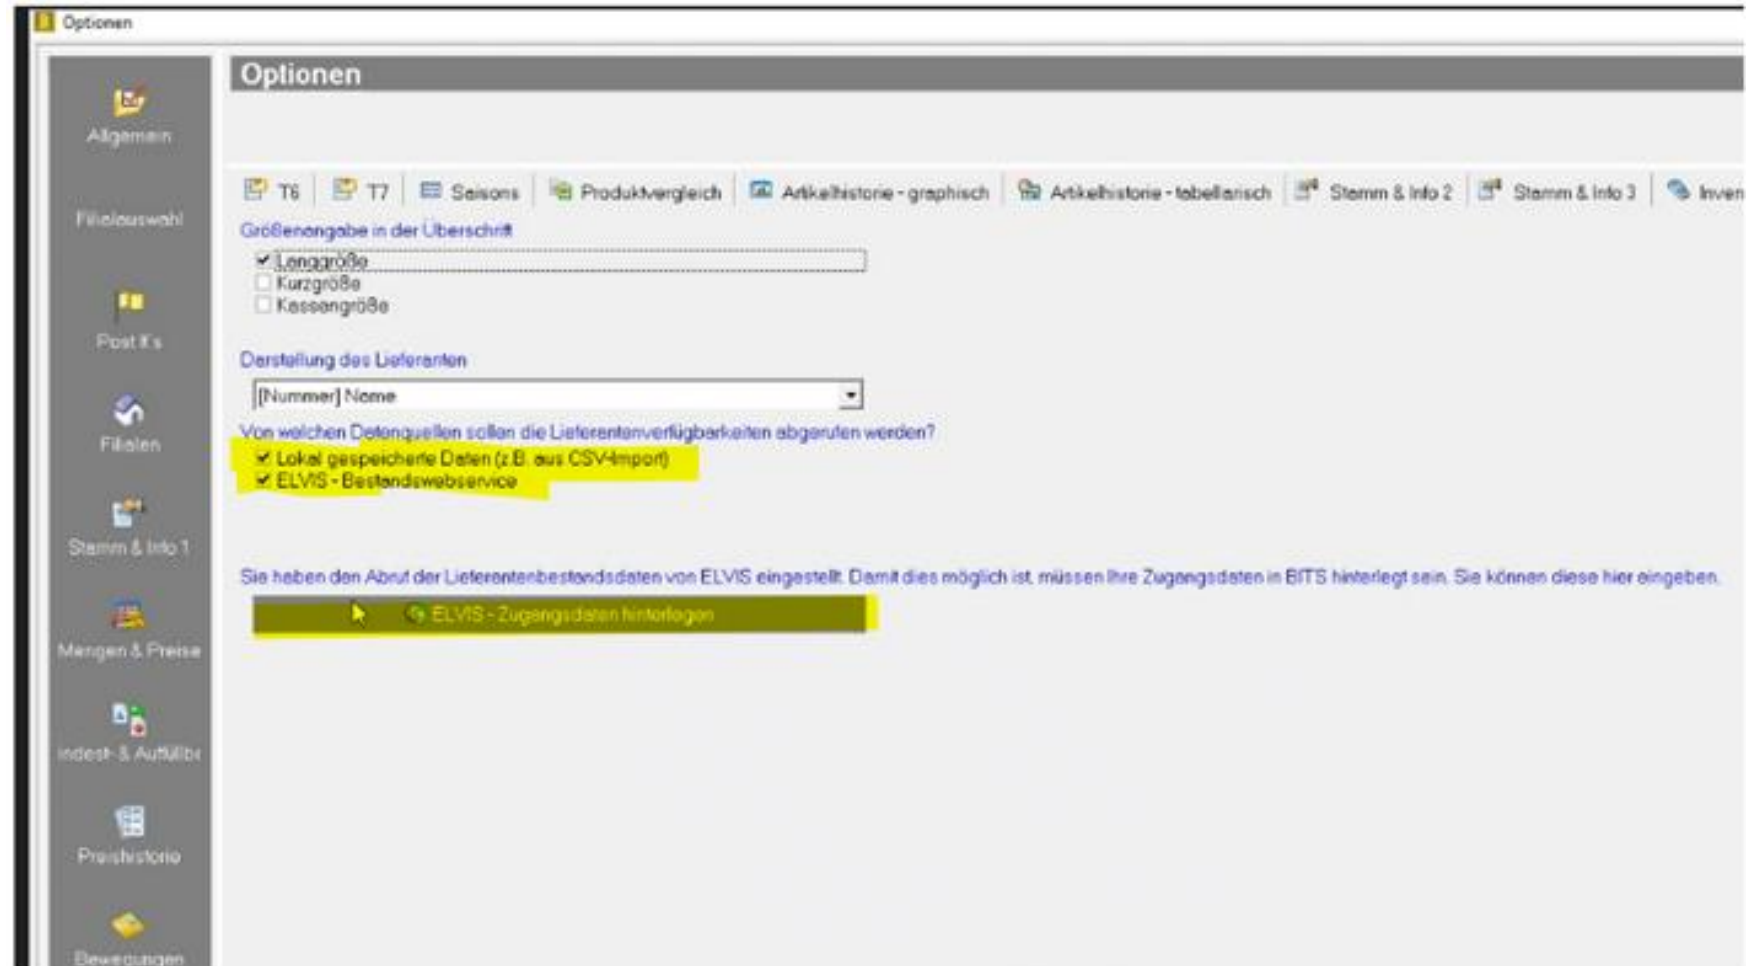 Optionen
Optionen
Allgemein
Filialauswahl
Post It's
Filialen
Stamm & Info 1
Mengen & Preise
indest- & Auffüllbe
Preishistorie
Bewegungen
T6
T7
Saisons
Produktvergleich
Artikelhistorie - graphisch
Artikelhistorie - tabellarisch
Stamm & Info 2
Stamm & Info 3
Inven
Größenangabe in der Überschrift
Langgröße
Kurzgröße
Kassengröße
Darstellung des Lieferanten
[Nummer] Name
Von welchen Datenquellen sollen die Lieferantenverfügbarkeiten abgerufen werden?
Lokal gespeicherte Daten (z.B. aus CSV-Import)
ELVIS - Bestandswebservice
Sie haben den Abruf der Lieferantenbestandsdaten von ELVIS eingestellt. Damit dies möglich ist, müssen Ihre Zugangsdaten in BITS hinterlegt sein. Sie können diese hier eingeben.
ELVIS - Zugangsdaten hinterlegen